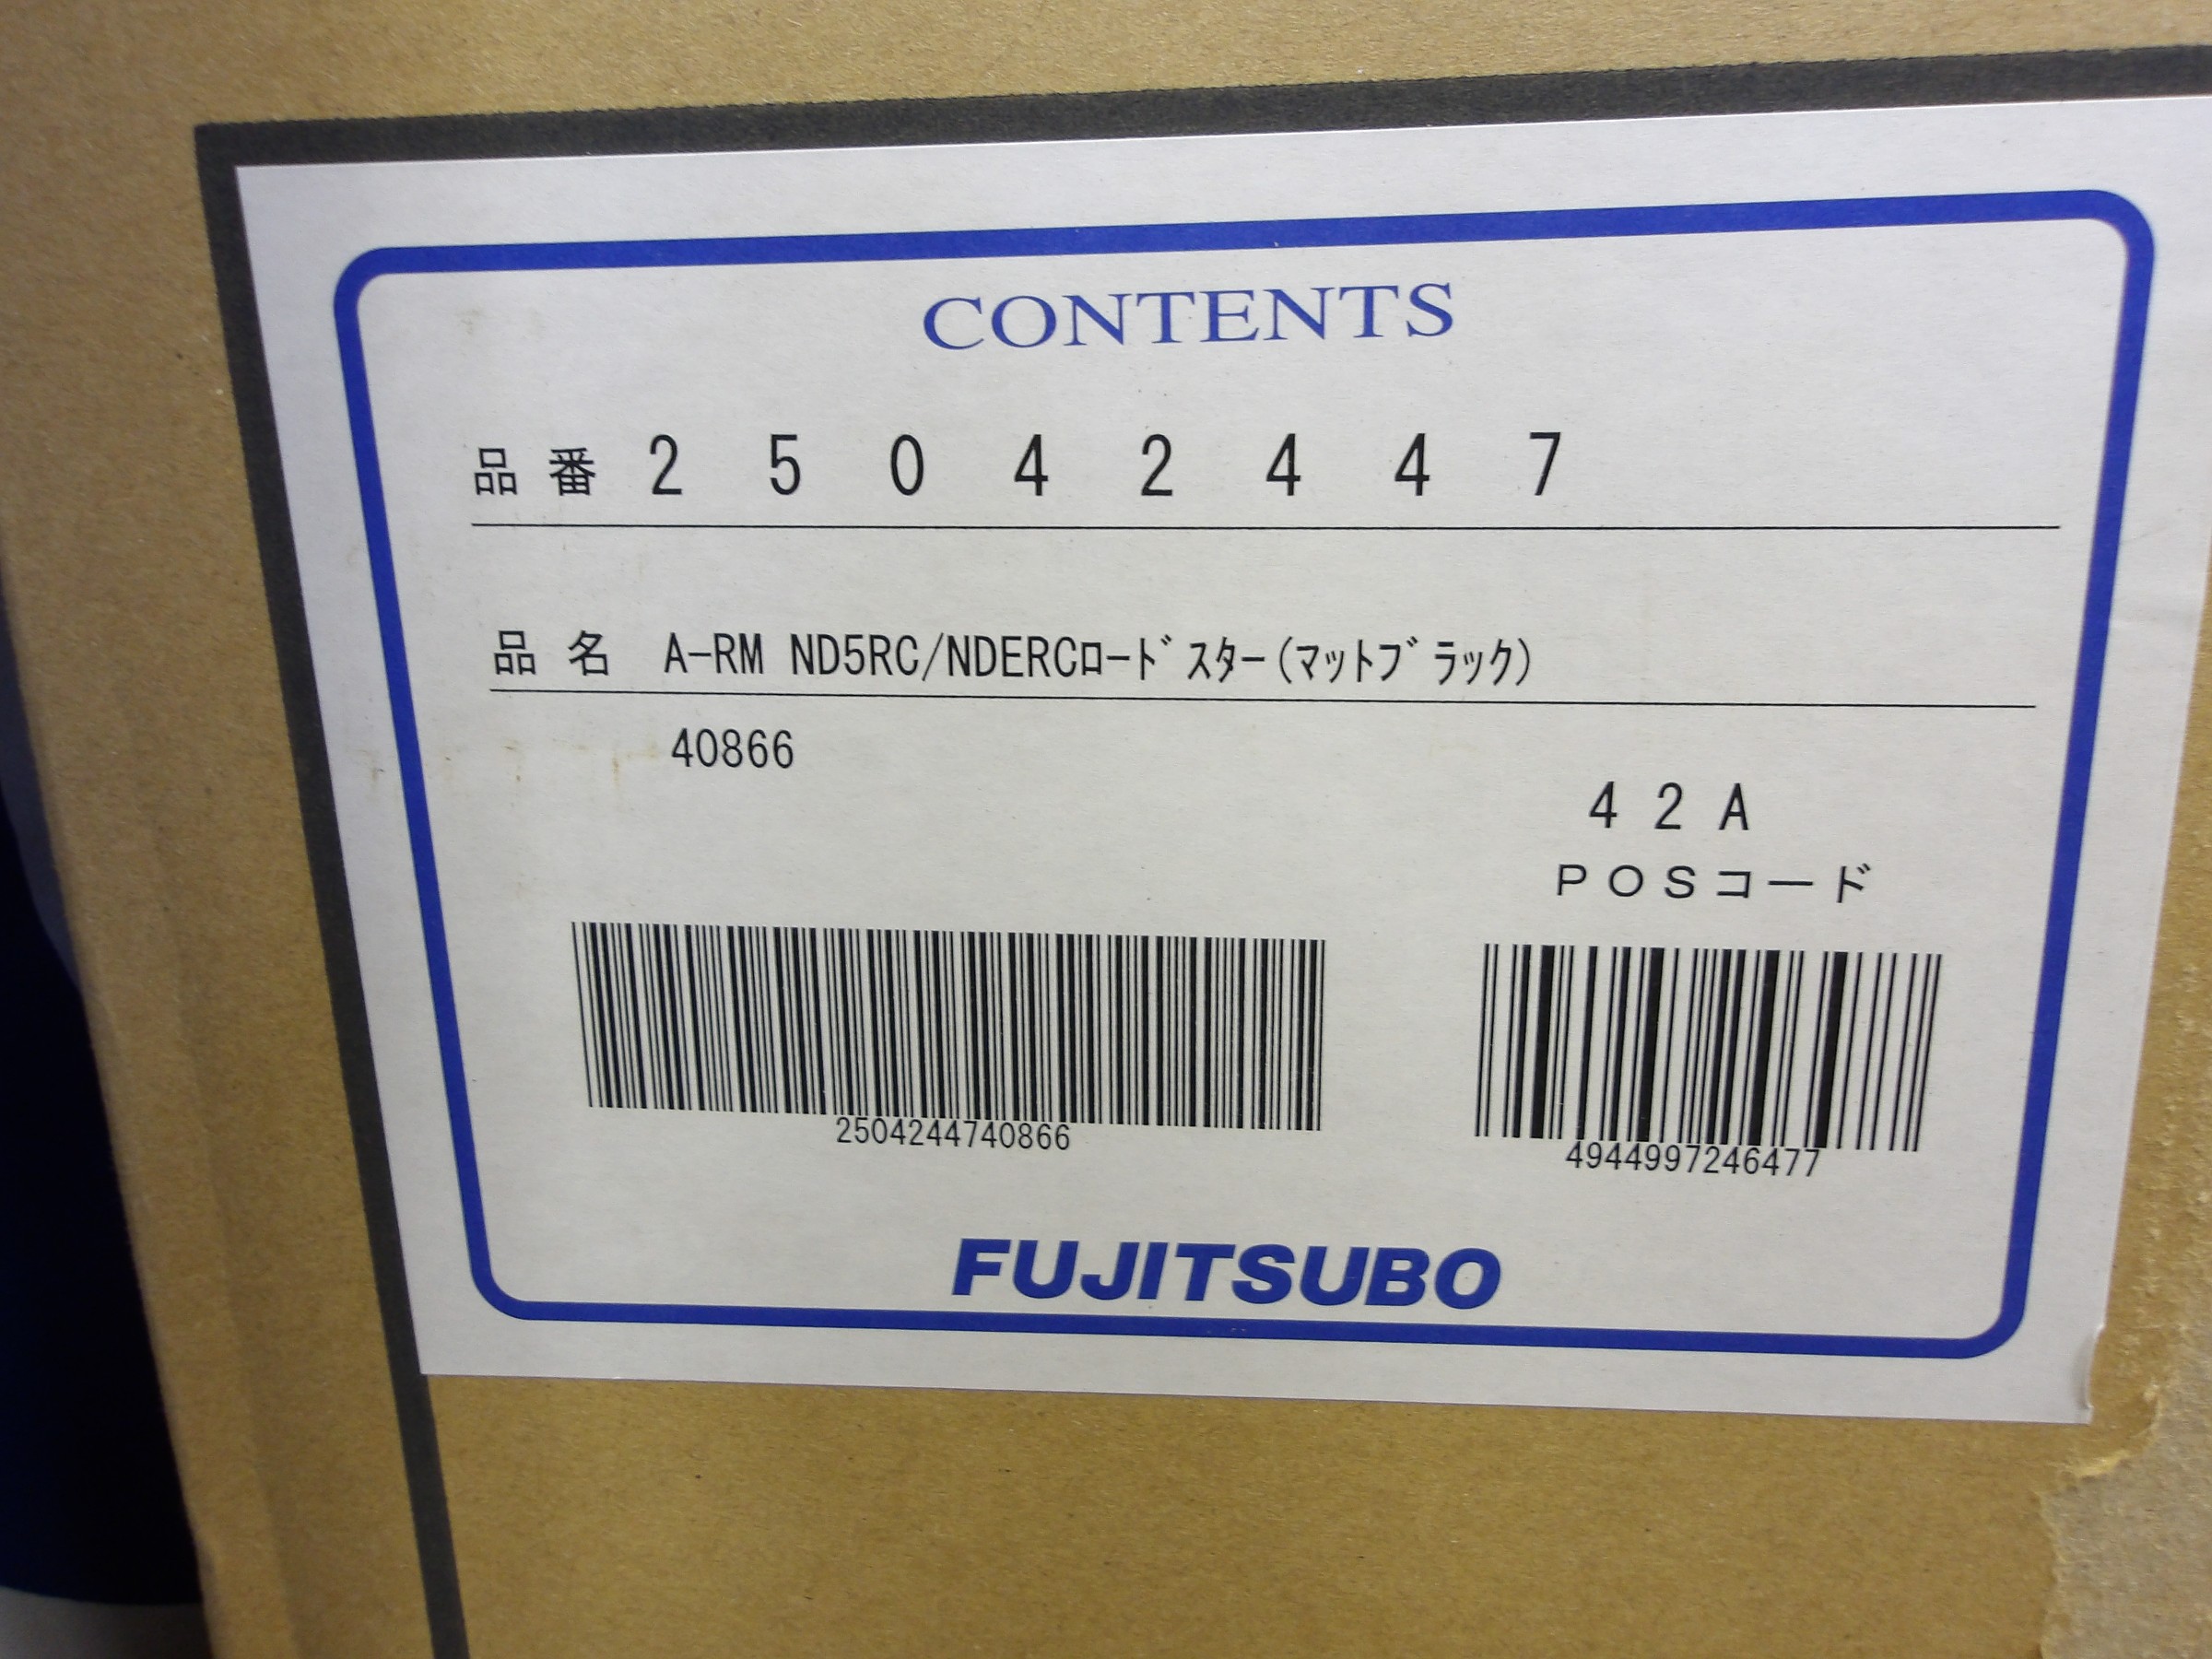 CONTENTS
品 番 2 5 0 4 2 4 4 7
品 名 A-RM ND5RC/NDERCﾛｰﾄﾞｽﾀｰ(ﾏｯﾄﾌﾞﾗｯｸ)
40866
４２Ａ
ＰＯＳコード
2504244740866
4944997246477
FUJITSUBO